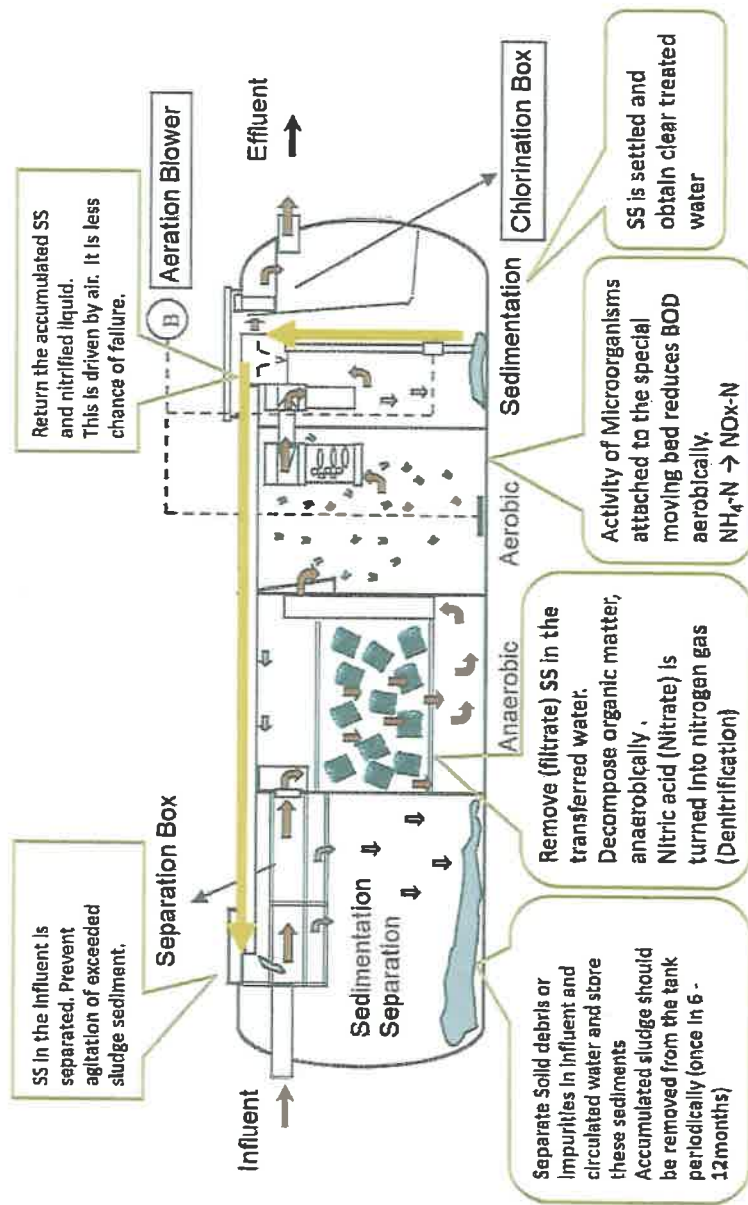 SS in the Influent is
separated. Prevent
agitation of exceeded
sludge sediment.
Separation Box
Return the accumulated SS
and nitrified liquid.
This is driven by air. It is less
chance of failure.
B
Aeration Blower
Influent
Effluent
Sedimentation
Separation
Anaerobic
Aerobic
Sedimentation
Chlorination Box
Separate Solid debris or
Impurities in Influent and
circulated water and store
these sediments
Accumulated sludge should
be removed from the tank
periodically (once in 6 -
12months)
Remove (filtrate) SS in the
transferred water.
Decompose organic matter,
anaerobically .
Nitric acid (Nitrate) is
turned into nitrogen gas
(Denitrification)
Activity of Microorganisms
attached to the special
moving bed reduces BOD
aerobically.
NH₄-N → NOx-N
SS is settled and
obtain clear treated
water